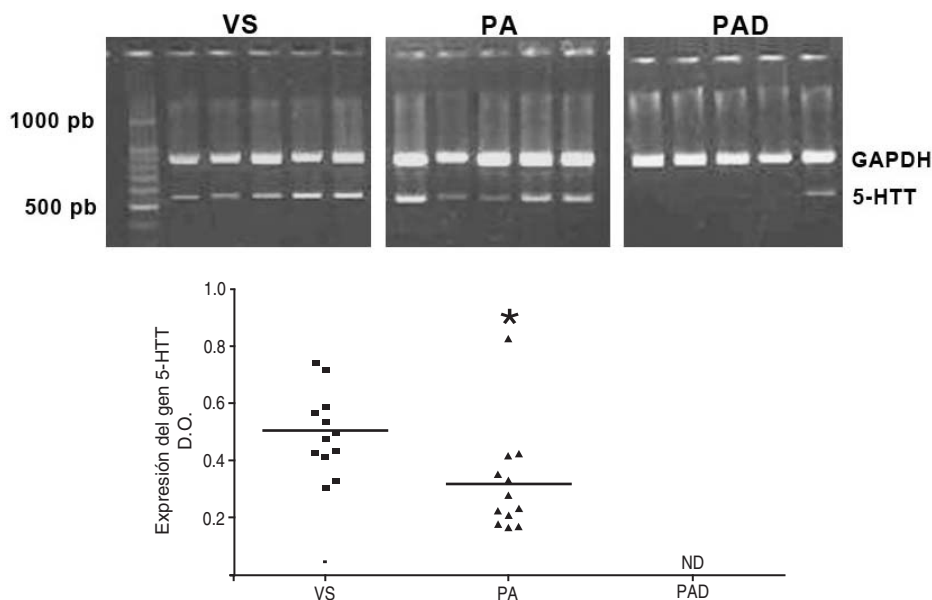 VS PA PAD
1000 pb
GAPDH
5-HTT
500 pb
Expresión del gen 5-HTT
D.O.
1.0
0.8
*
0.6
0.4
0.2
ND
VS PA PAD